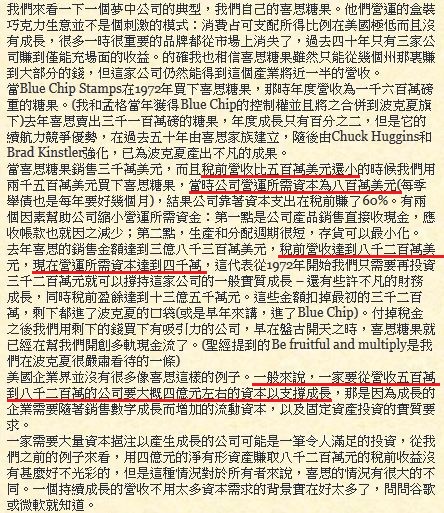 我們來看一下一個夢中公司的典型，我們自己的喜思糖果。他們營運的盒裝
巧克力生意並不是個刺激的模式：消費占可支配所得比例在美國極低而且沒
有成長，很多一時很重要的品牌都從市場上消失了，過去四十年只有三家公
司賺到僅能充場面的收益。的確我也相信喜思糖果雖然只能從幾個州那裏賺
到大部分的錢，但這家公司仍然能得到這個產業將近一半的營收。
當Blue Chip Stamps在1972年買下喜思糖果，那時年度營收為一千六百萬磅
重的糖果。(我和孟格當年獲得Blue Chip的控制權並且將之合併到波克夏旗
下)去年喜思賣出三千一百萬磅的糖果，年度成長只有百分之二，但是它的
續航力競爭優勢，在過去五十年由喜思家族建立，隨後由Chuck Huggins和
Brad Kinstler強化，已為波克夏產出不凡的成果。
當喜思糖果銷售三千萬美元，而且稅前營收比五百萬美元還小的時候我們用
兩千五百萬美元買下喜思糖果，當時公司營運所需資本為八百萬美元(每季
舉債也是每年要好幾個月)，結果公司靠著資本支出在稅前賺了60%。有兩
個因素幫助公司縮小營運所需資金：第一點是公司產品銷售直接收現金，應
收帳款也就因之減少；第二點，生產和分配週期很短，存貨可以最小化。
去年喜思的銷售金額達到三億八千三百萬美元，稅前營收達到八千二百萬美
元，現在營運所需資本達到四千萬，這代表從1972年開始我們只需要再投資
三千二百萬元就可以撐持這家公司的一般實質成長－還有些許不凡的財務
成長，同時稅前盈餘達到十三億五千萬元。這些金額扣掉最初的三千二百
萬，剩下都進了波克夏的口袋(或是早年來講，進了Blue Chip)。付掉稅金
之後我們用剩下的錢買下有吸引力的公司，早在盤古開天之時，喜思糖果就
已經在幫我們開創多軌現金流了。(聖經提到的Be fruitful and multiply是我
們在波克夏很嚴肅看待的一條)
美國企業界並沒有很多像喜思這樣的例子。一般來說，一家要從營收五百萬
到八千二百萬的公司要大概四億元左右的資本以支撐成長，那是因為成長的
企業需要隨著銷售數字成長而增加的流動資本，以及固定資產投資的實質要
求。
一家需要大量資本挹注以產生成長的公司可能是一筆令人滿足的投資，從我
們之前的例子來看，用四億元的淨有形資產賺取八千二百萬元的稅前收益沒
有甚麼好不光彩的，但是這種情況對於所有者來說，喜思的情況有很大的不
同。一個持續成長的營收不用太多資本需求的背景實在好太多了，問問谷歌
或微軟就知道。